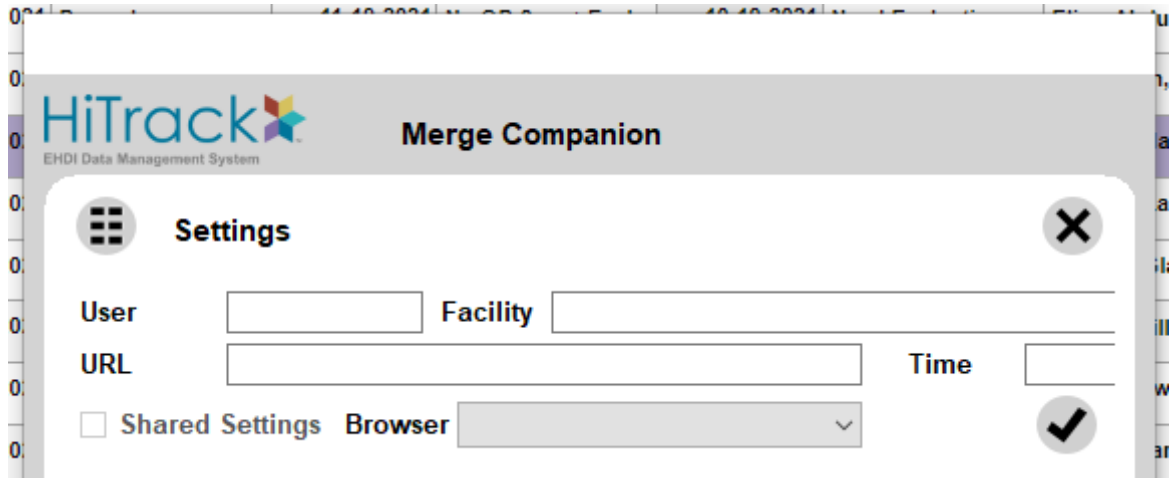 HiTrack
Merge Companion
EHDI Data Management System
Settings
User Facility
URL Time
Shared Settings Browser